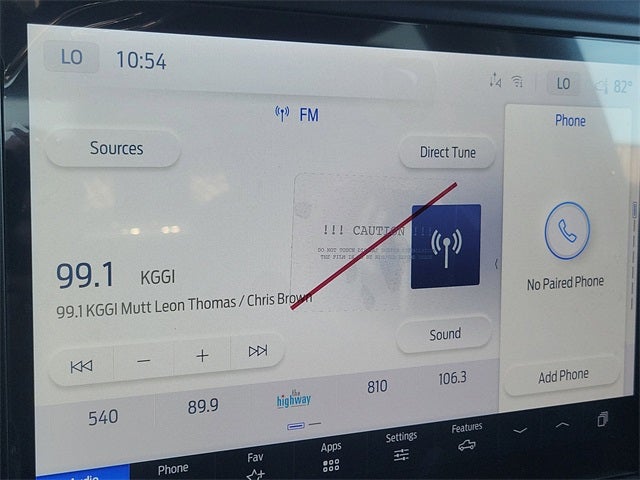 LO 10:54 LO 82°
FM
Phone
Sources
Direct Tune
!!! CAUTION !!!
99.1 KGGI
No Paired Phone
99.1 KGGI Mutt Leon Thomas / Chris Brown
Sound
Add Phone
540 89.9 the highway 810 106.3
Audio Phone Fav Apps Settings Features